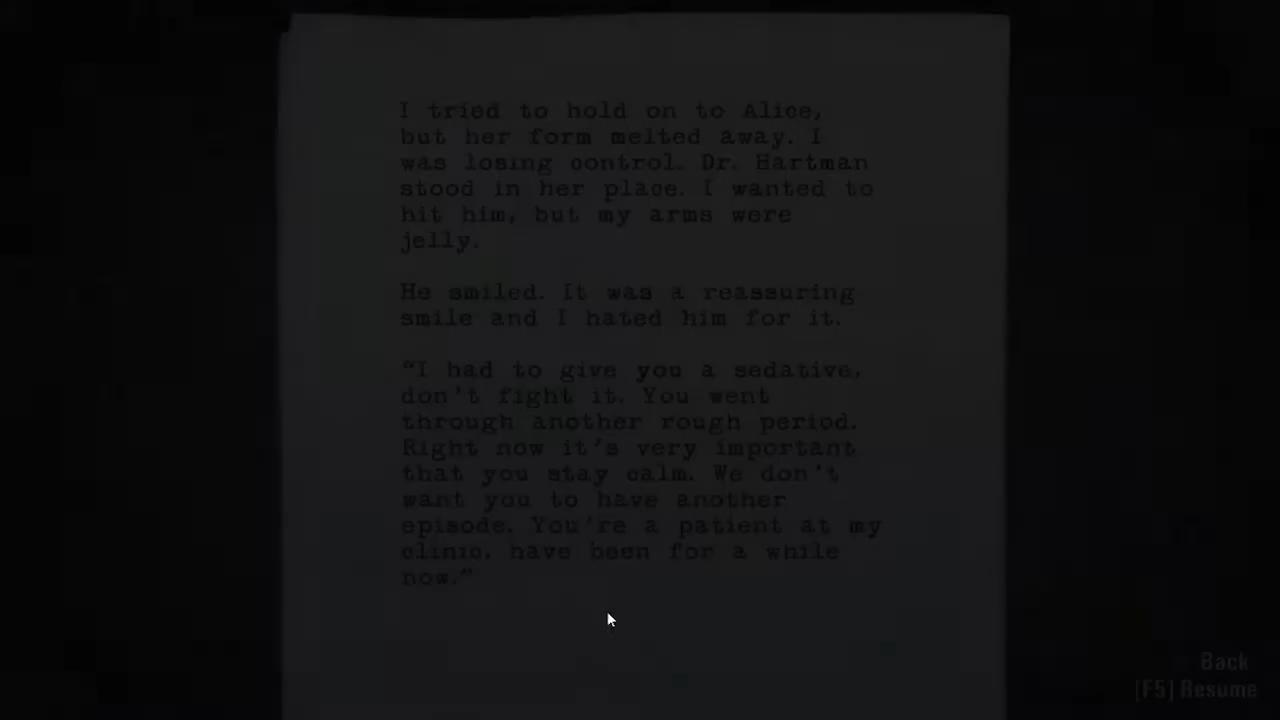 I tried to hold on to Alice,
but her form melted away. I
was losing control. Dr. Hartman
stood in her place. I wanted to
hit him, but my arms were
jelly.
He smiled. It was a reassuring
smile and I hated him for it.
“I had to give you a sedative,
don't fight it. You went
through another rough period.
Right now it's very important
that you stay calm. We don't
want you to have another
episode. You're a patient at my
clinic, have been for a while
now.”
Back
[F5] Resume